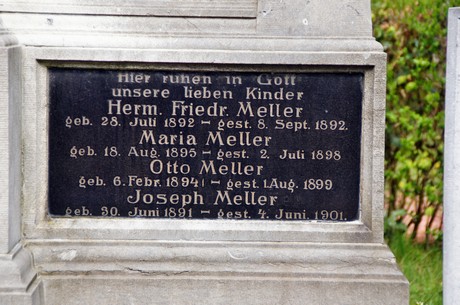 Hier ruhen in Gott
unsere lieben Kinder
Herm. Friedr. Meller
geb. 28. Juli 1892 – gest. 8. Sept. 1892.
Maria Meller
geb. 18. Aug. 1895 – gest. 2. Juli 1898
Otto Meller
geb. 6. Febr. 1894 – gest. 1. Aug. 1899
Joseph Meller
geb. 30. Juni 1891 – gest. 4. Juni. 1901.